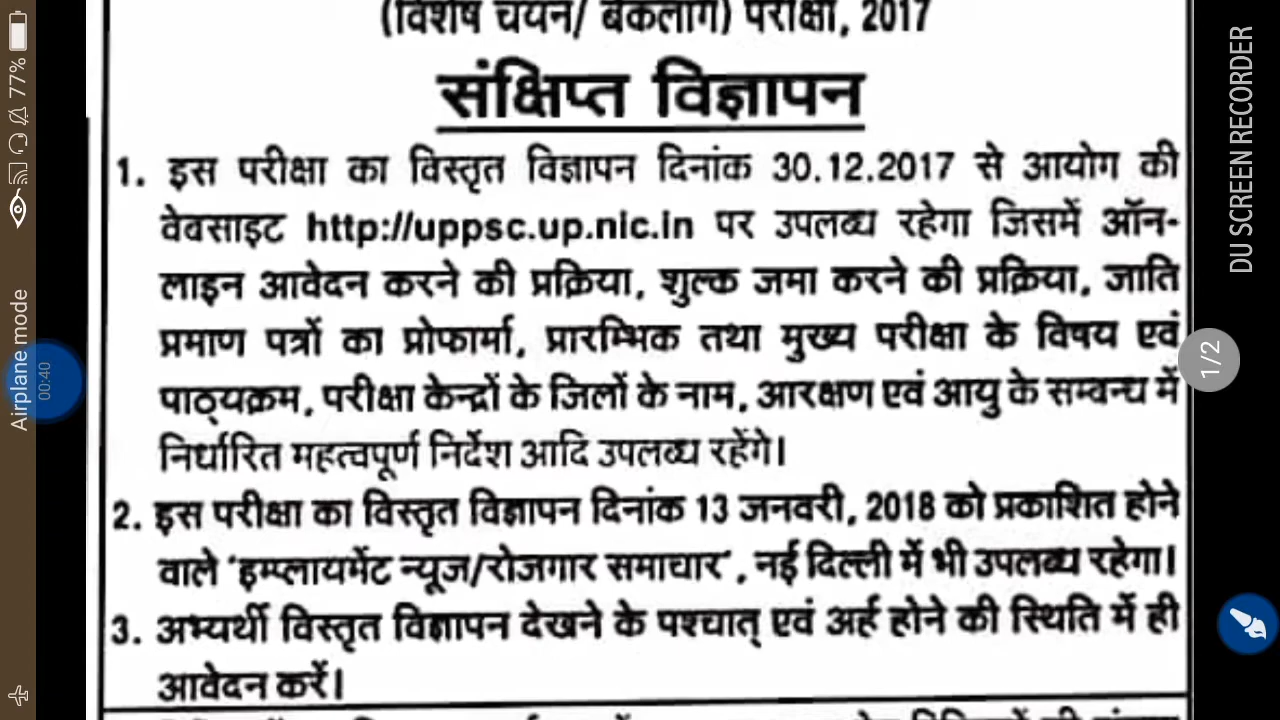 (विशेष चयन/ बैकलाग) परीक्षा, 2017
संक्षिप्त विज्ञापन
1. इस परीक्षा का विस्तृत विज्ञापन दिनांक 30.12.2017 से आयोग की
वेबसाइट http://uppsc.up.nic.in पर उपलब्ध रहेगा जिसमें ऑन-
लाइन आवेदन करने की प्रक्रिया, शुल्क जमा करने की प्रक्रिया, जाति
प्रमाण पत्रों का प्रोफार्मा, प्रारम्भिक तथा मुख्य परीक्षा के विषय एवं
पाठ्यक्रम, परीक्षा केन्द्रों के जिलों के नाम, आरक्षण एवं आयु के सम्बन्ध में
निर्धारित महत्वपूर्ण निर्देश आदि उपलब्ध रहेंगे।
2. इस परीक्षा का विस्तृत विज्ञापन दिनांक 13 जनवरी, 2018 को प्रकाशित होने
वाले 'इम्प्लायमेंट न्यूज/रोजगार समाचार', नई दिल्ली में भी उपलब्ध रहेगा।
3. अभ्यर्थी विस्तृत विज्ञापन देखने के पश्चात् एवं अर्ह होने की स्थिति में ही
आवेदन करें।
77%
Airplane mode
00:40
DU SCREEN RECORDER
1/2